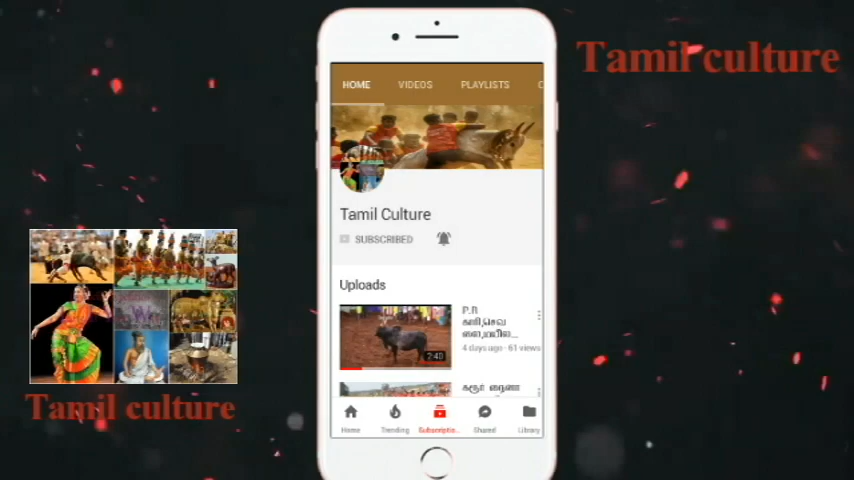 Tamil culture
HOME VIDEOS PLAYLISTS C
Tamil Culture
SUBSCRIBED
Uploads
2:40
4 days ago · 61 views
Home Trending Subscriptio... Shared Library
Tamil culture